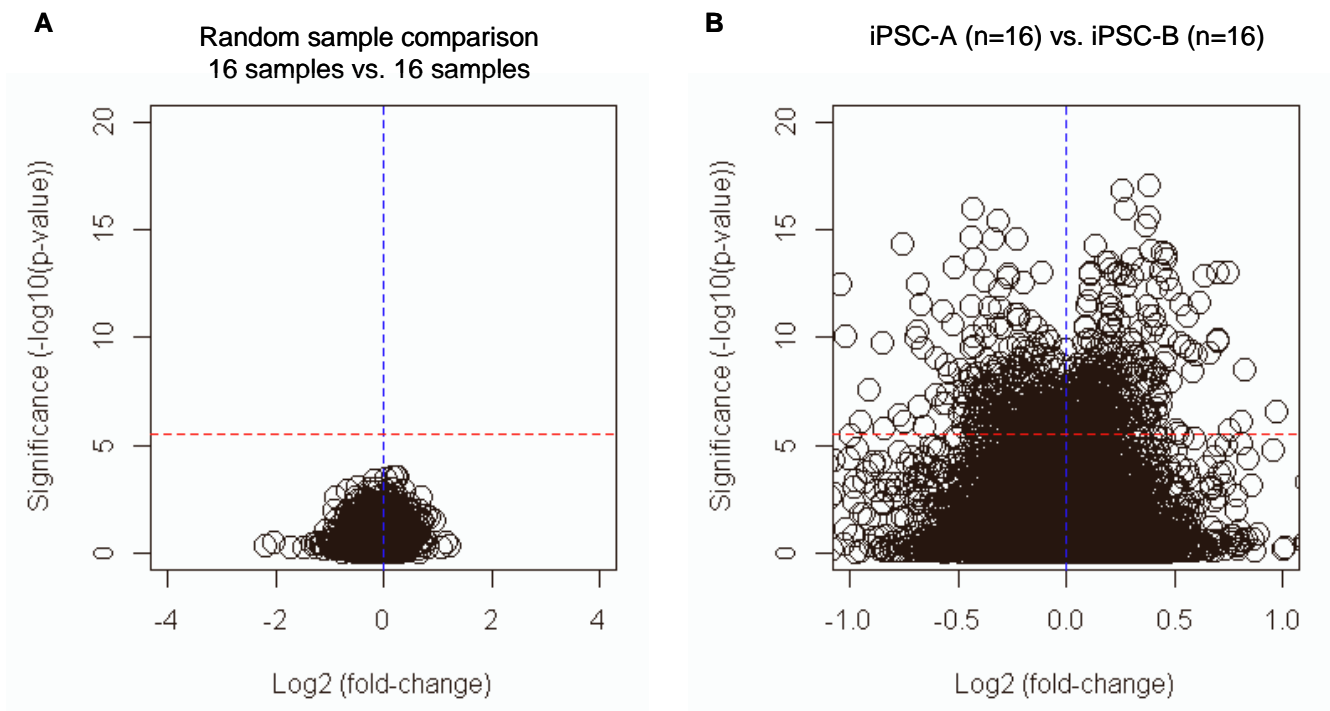 A
Random sample comparison
16 samples vs. 16 samples
Significance (-log10(p-value))
20
15
10
5
0
-4
-2
0
2
4
Log2 (fold-change)
B
iPSC-A (n=16) vs. iPSC-B (n=16)
Significance (-log10(p-value))
20
15
10
5
0
-1.0
-0.5
0.0
0.5
1.0
Log2 (fold-change)